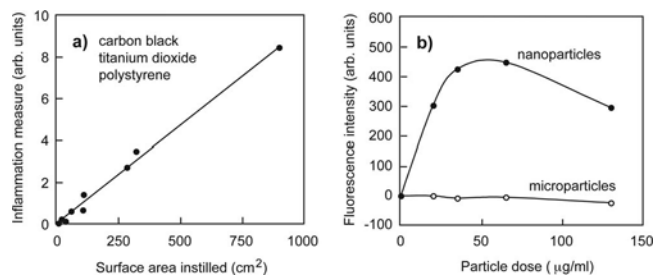 a)
carbon black
titanium dioxide
polystyrene
Inflammation measure (arb. units)
10
8
6
4
2
0
0
250
500
750
1000
Surface area instilled (cm²)
b)
nanoparticles
microparticles
Fluorescence intensity (arb. units)
600
500
400
300
200
100
0
-100
0
50
100
150
Particle dose ( µg/ml)